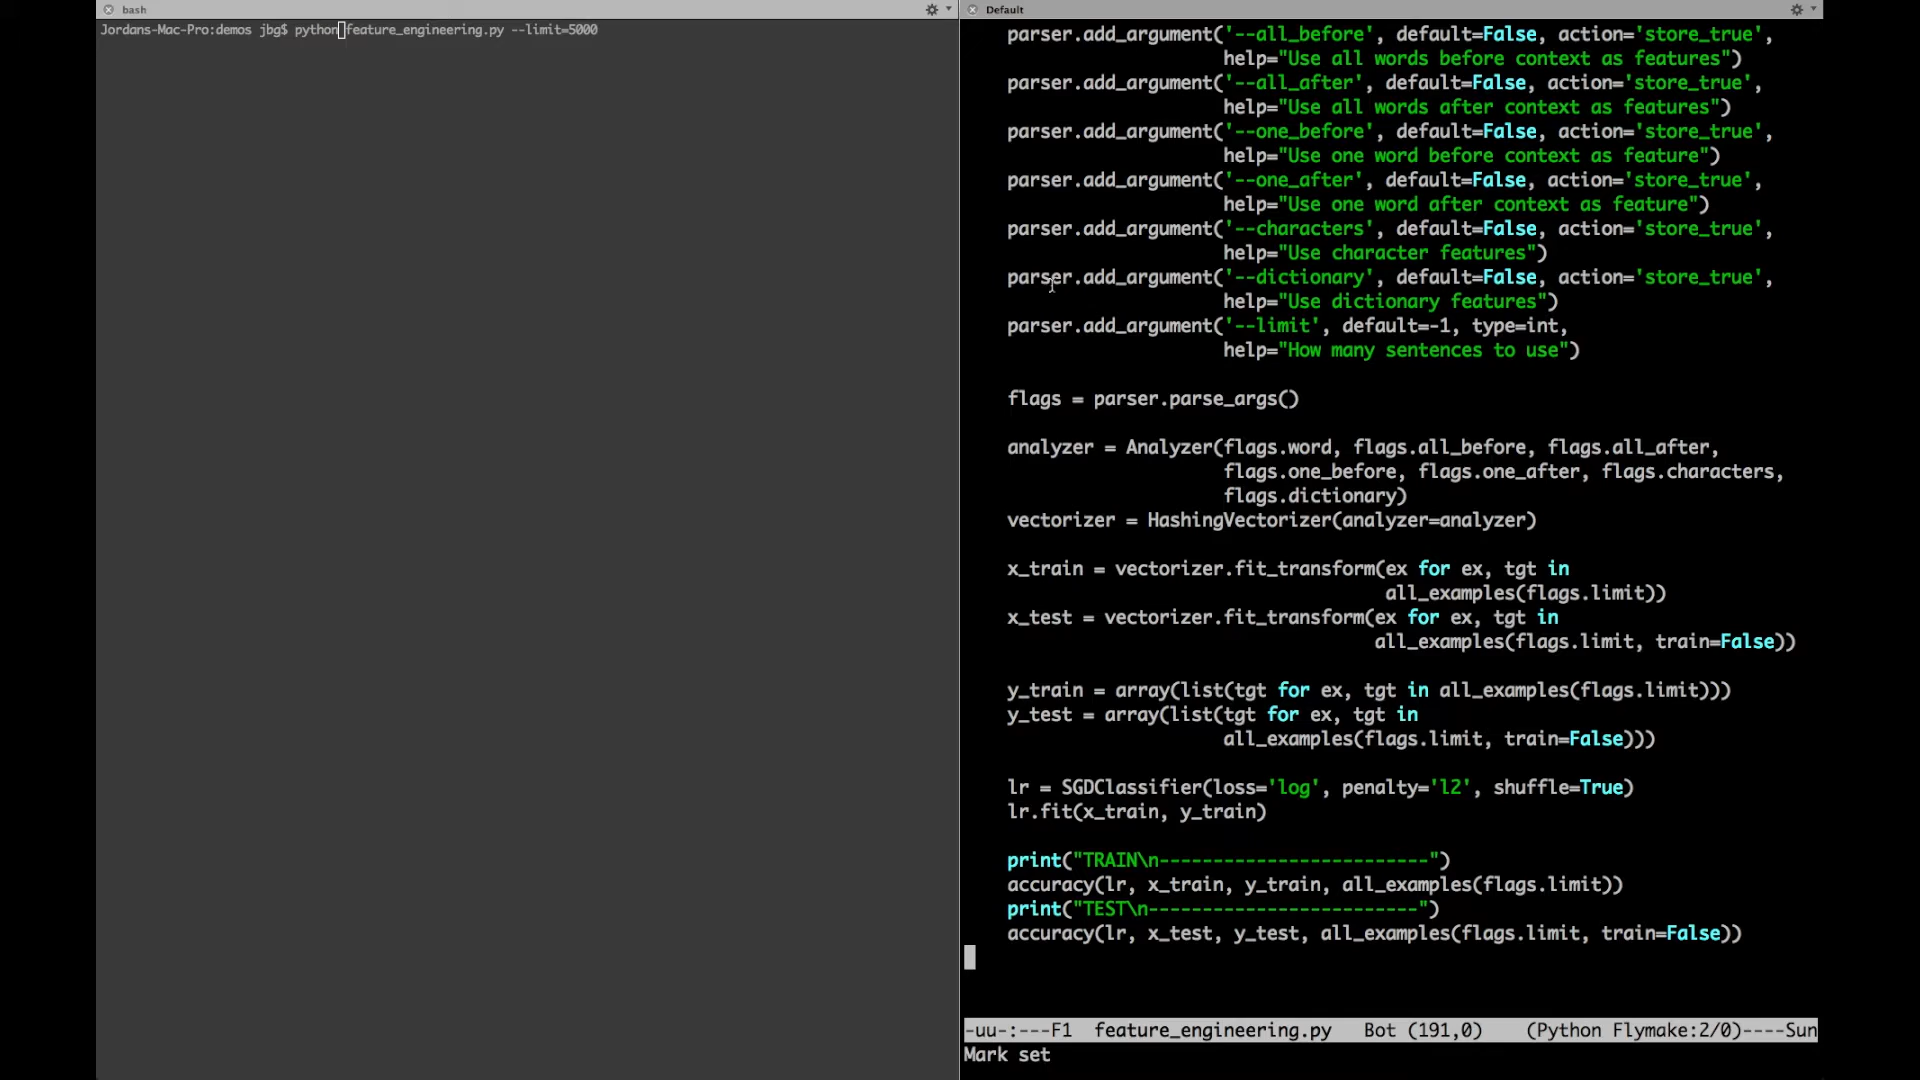 bash
Jordans-Mac-Pro:demos jbg$ python feature_engineering.py --limit=5000
Default
parser.add_argument('--all_before', default=False, action='store_true',
help="Use all words before context as features")
parser.add_argument('--all_after', default=False, action='store_true',
help="Use all words after context as features")
parser.add_argument('--one_before', default=False, action='store_true',
help="Use one word before context as feature")
parser.add_argument('--one_after', default=False, action='store_true',
help="Use one word after context as feature")
parser.add_argument('--characters', default=False, action='store_true',
help="Use character features")
parser.add_argument('--dictionary', default=False, action='store_true',
help="Use dictionary features")
parser.add_argument('--limit', default=-1, type=int,
help="How many sentences to use")
flags = parser.parse_args()
analyzer = Analyzer(flags.word, flags.all_before, flags.all_after,
flags.one_before, flags.one_after, flags.characters,
flags.dictionary)
vectorizer = HashingVectorizer(analyzer=analyzer)
x_train = vectorizer.fit_transform(ex for ex, tgt in
all_examples(flags.limit))
x_test = vectorizer.fit_transform(ex for ex, tgt in
all_examples(flags.limit, train=False))
y_train = array(list(tgt for ex, tgt in all_examples(flags.limit)))
y_test = array(list(tgt for ex, tgt in
all_examples(flags.limit, train=False)))
lr = SGDClassifier(loss='log', penalty='l2', shuffle=True)
lr.fit(x_train, y_train)
print("TRAIN\n-------------------------")
accuracy(lr, x_train, y_train, all_examples(flags.limit))
print("TEST\n-------------------------")
accuracy(lr, x_test, y_test, all_examples(flags.limit, train=False))
-uu-:---F1  feature_engineering.py   Bot (191,0)    (Python Flymake:2/0)----Sun
Mark set